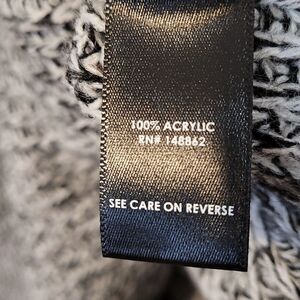 100% ACRYLIC
RN# 148862
SEE CARE ON REVERSE